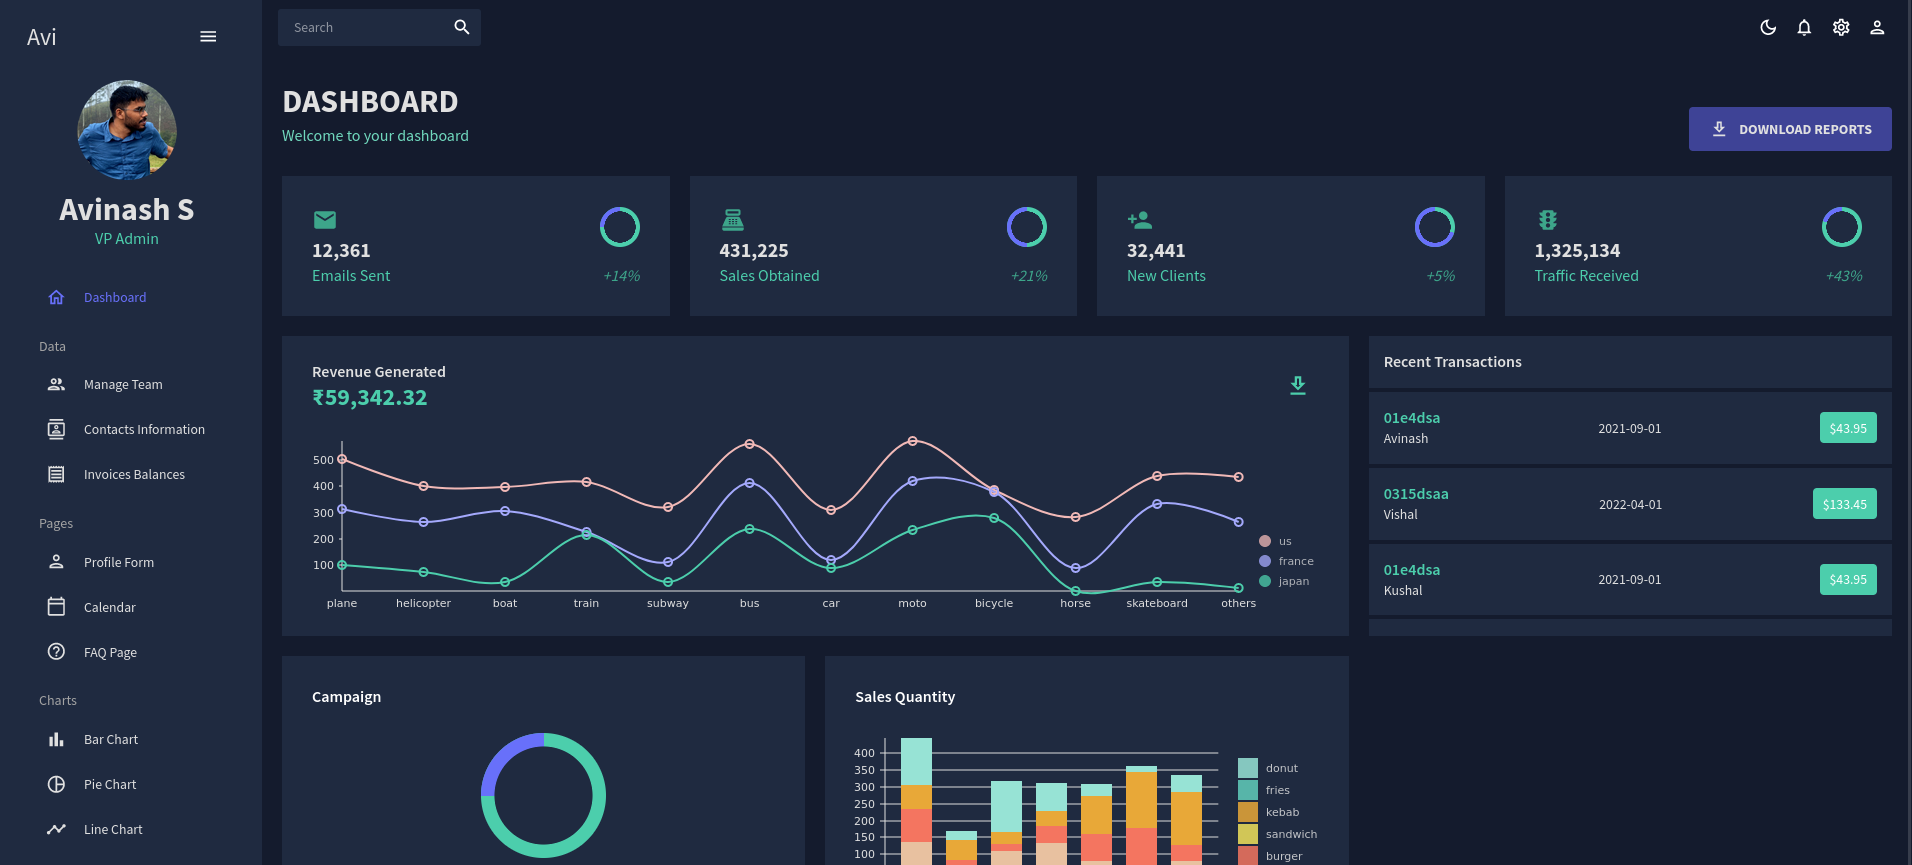 Avi
Search
Avinash S
VP Admin
Dashboard
Data
Manage Team
Contacts Information
Invoices Balances
Pages
Profile Form
Calendar
FAQ Page
Charts
Bar Chart
Pie Chart
Line Chart
DASHBOARD
Welcome to your dashboard
DOWNLOAD REPORTS
12,361
Emails Sent +14%
431,225
Sales Obtained +21%
32,441
New Clients +5%
1,325,134
Traffic Received +43%
Revenue Generated
₹59,342.32
500
400
300
200
100
plane helicopter boat train subway bus car moto bicycle horse skateboard others
us
france
japan
Recent Transactions
01e4dsa
Avinash
2021-09-01
$43.95
0315dsaa
Vishal
2022-04-01
$133.45
01e4dsa
Kushal
2021-09-01
$43.95
Campaign
Sales Quantity
400
350
300
250
200
150
100
donut
fries
kebab
sandwich
burger